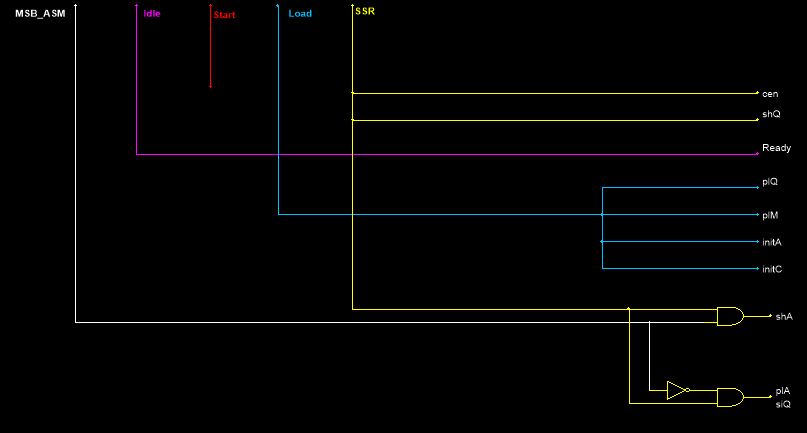 MSB_ASM
Idle
Start
Load
SSR
cen
shQ
Ready
plQ
plM
initA
initC
shA
plA
siQ